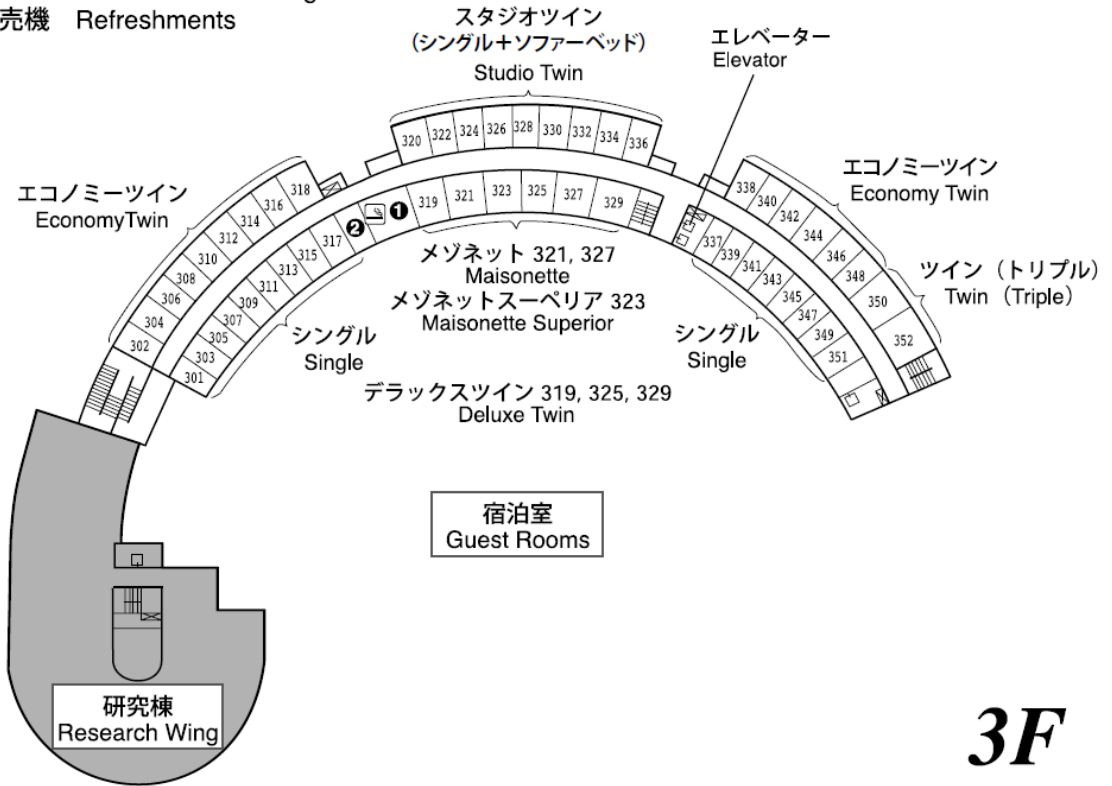 売機 Refreshments
スタジオツイン
(シングル＋ソファーベッド)
Studio Twin
エレベーター
Elevator
エコノミーツイン
EconomyTwin
エコノミーツイン
Economy Twin
ツイン（トリプル）
Twin（Triple）
320 322 324 326 328 330 332 334 336
302 304 306 308 310 312 314 316 318
338 340 342 344 346 348 350 352
301 303 305 307 309 311 313 315 317
❷ ❶
319 321 323 325 327 329
337 339 341 343 345 347 349 351
メゾネット 321, 327
Maisonette
メゾネットスーペリア 323
Maisonette Superior
シングル
Single
シングル
Single
デラックスツイン 319, 325, 329
Deluxe Twin
宿泊室
Guest Rooms
研究棟
Research Wing
3F